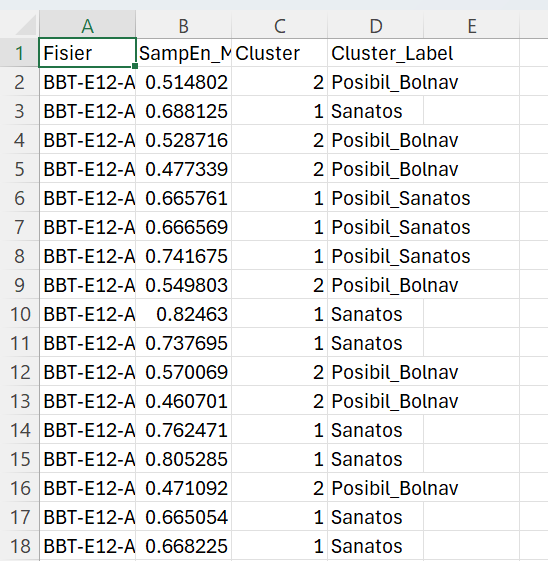 A B C D E
1 Fisier SampEn_M Cluster Cluster_Label
2 BBT-E12-A 0.514802 2 Posibil_Bolnav
3 BBT-E12-A 0.688125 1 Sanatos
4 BBT-E12-A 0.528716 2 Posibil_Bolnav
5 BBT-E12-A 0.477339 2 Posibil_Bolnav
6 BBT-E12-A 0.665761 1 Posibil_Sanatos
7 BBT-E12-A 0.666569 1 Posibil_Sanatos
8 BBT-E12-A 0.741675 1 Posibil_Sanatos
9 BBT-E12-A 0.549803 2 Posibil_Bolnav
10 BBT-E12-A 0.82463 1 Sanatos
11 BBT-E12-A 0.737695 1 Sanatos
12 BBT-E12-A 0.570069 2 Posibil_Bolnav
13 BBT-E12-A 0.460701 2 Posibil_Bolnav
14 BBT-E12-A 0.762471 1 Sanatos
15 BBT-E12-A 0.805285 1 Sanatos
16 BBT-E12-A 0.471092 2 Posibil_Bolnav
17 BBT-E12-A 0.665054 1 Sanatos
18 BBT-E12-A 0.668225 1 Sanatos